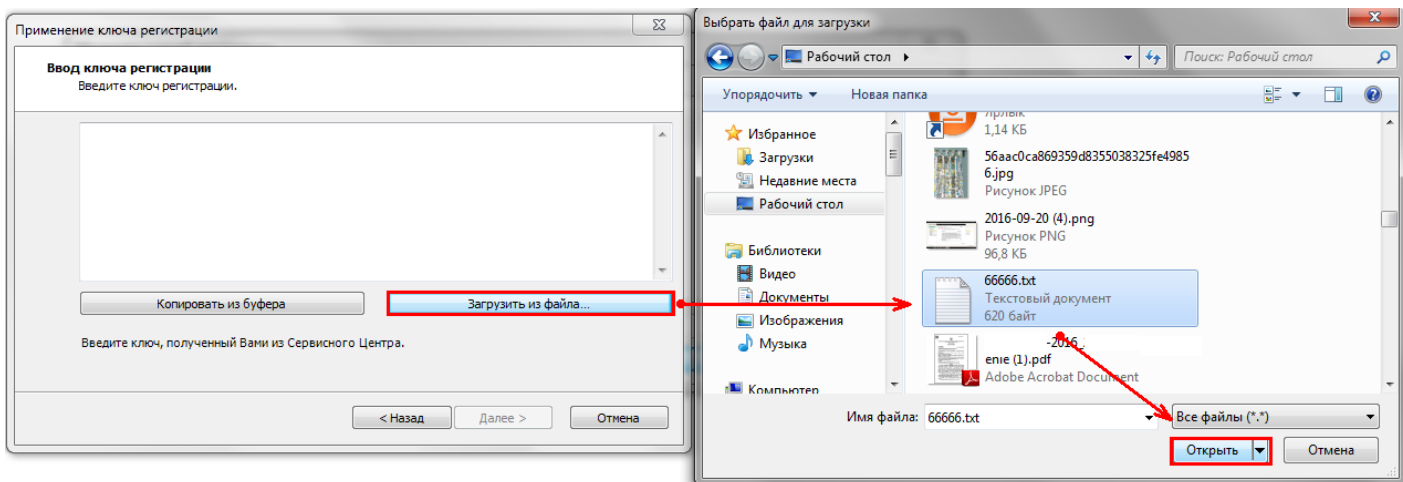 Применение ключа регистрации
Ввод ключа регистрации
Введите ключ регистрации.
Копировать из буфера
Загрузить из файла...
Введите ключ, полученный Вами из Сервисного Центра.
< Назад
Далее >
Отмена
Выбрать файл для загрузки
Рабочий стол
Поиск: Рабочий стол
Упорядочить
Новая папка
Избранное
Загрузки
Недавние места
Рабочий стол
Библиотеки
Видео
Документы
Изображения
Музыка
Компьютер
Ярлык
1,14 КБ
56aac0ca869359d8355038325fe4985
6.jpg
Рисунок JPEG
2016-09-20 (4).png
Рисунок PNG
96,8 КБ
66666.txt
Текстовый документ
620 байт
-2016_.
ение (1).pdf
Adobe Acrobat Document
Имя файла:
66666.txt
Все файлы (*.*)
Открыть
Отмена